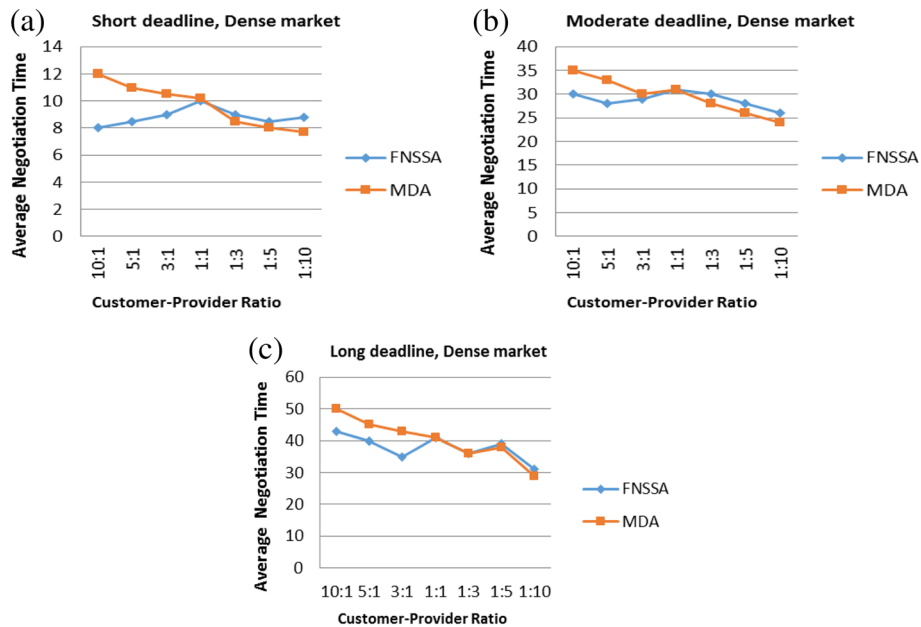 (a)
Short deadline, Dense market
Average Negotiation Time
14
12
10
8
6
4
2
0
10:1
5:1
3:1
1:1
1:3
1:5
1:10
Customer-Provider Ratio
FNSSA
MDA
(b)
Moderate deadline, Dense market
Average Negotiation Time
40
35
30
25
20
15
10
5
0
10:1
5:1
3:1
1:1
1:3
1:5
1:10
Customer-Provider Ratio
FNSSA
MDA
(c)
Long deadline, Dense market
Average Negotiation Time
60
50
40
30
20
10
0
10:1 5:1 3:1 1:1 1:3 1:5 1:10
Customer-Provider Ratio
FNSSA
MDA